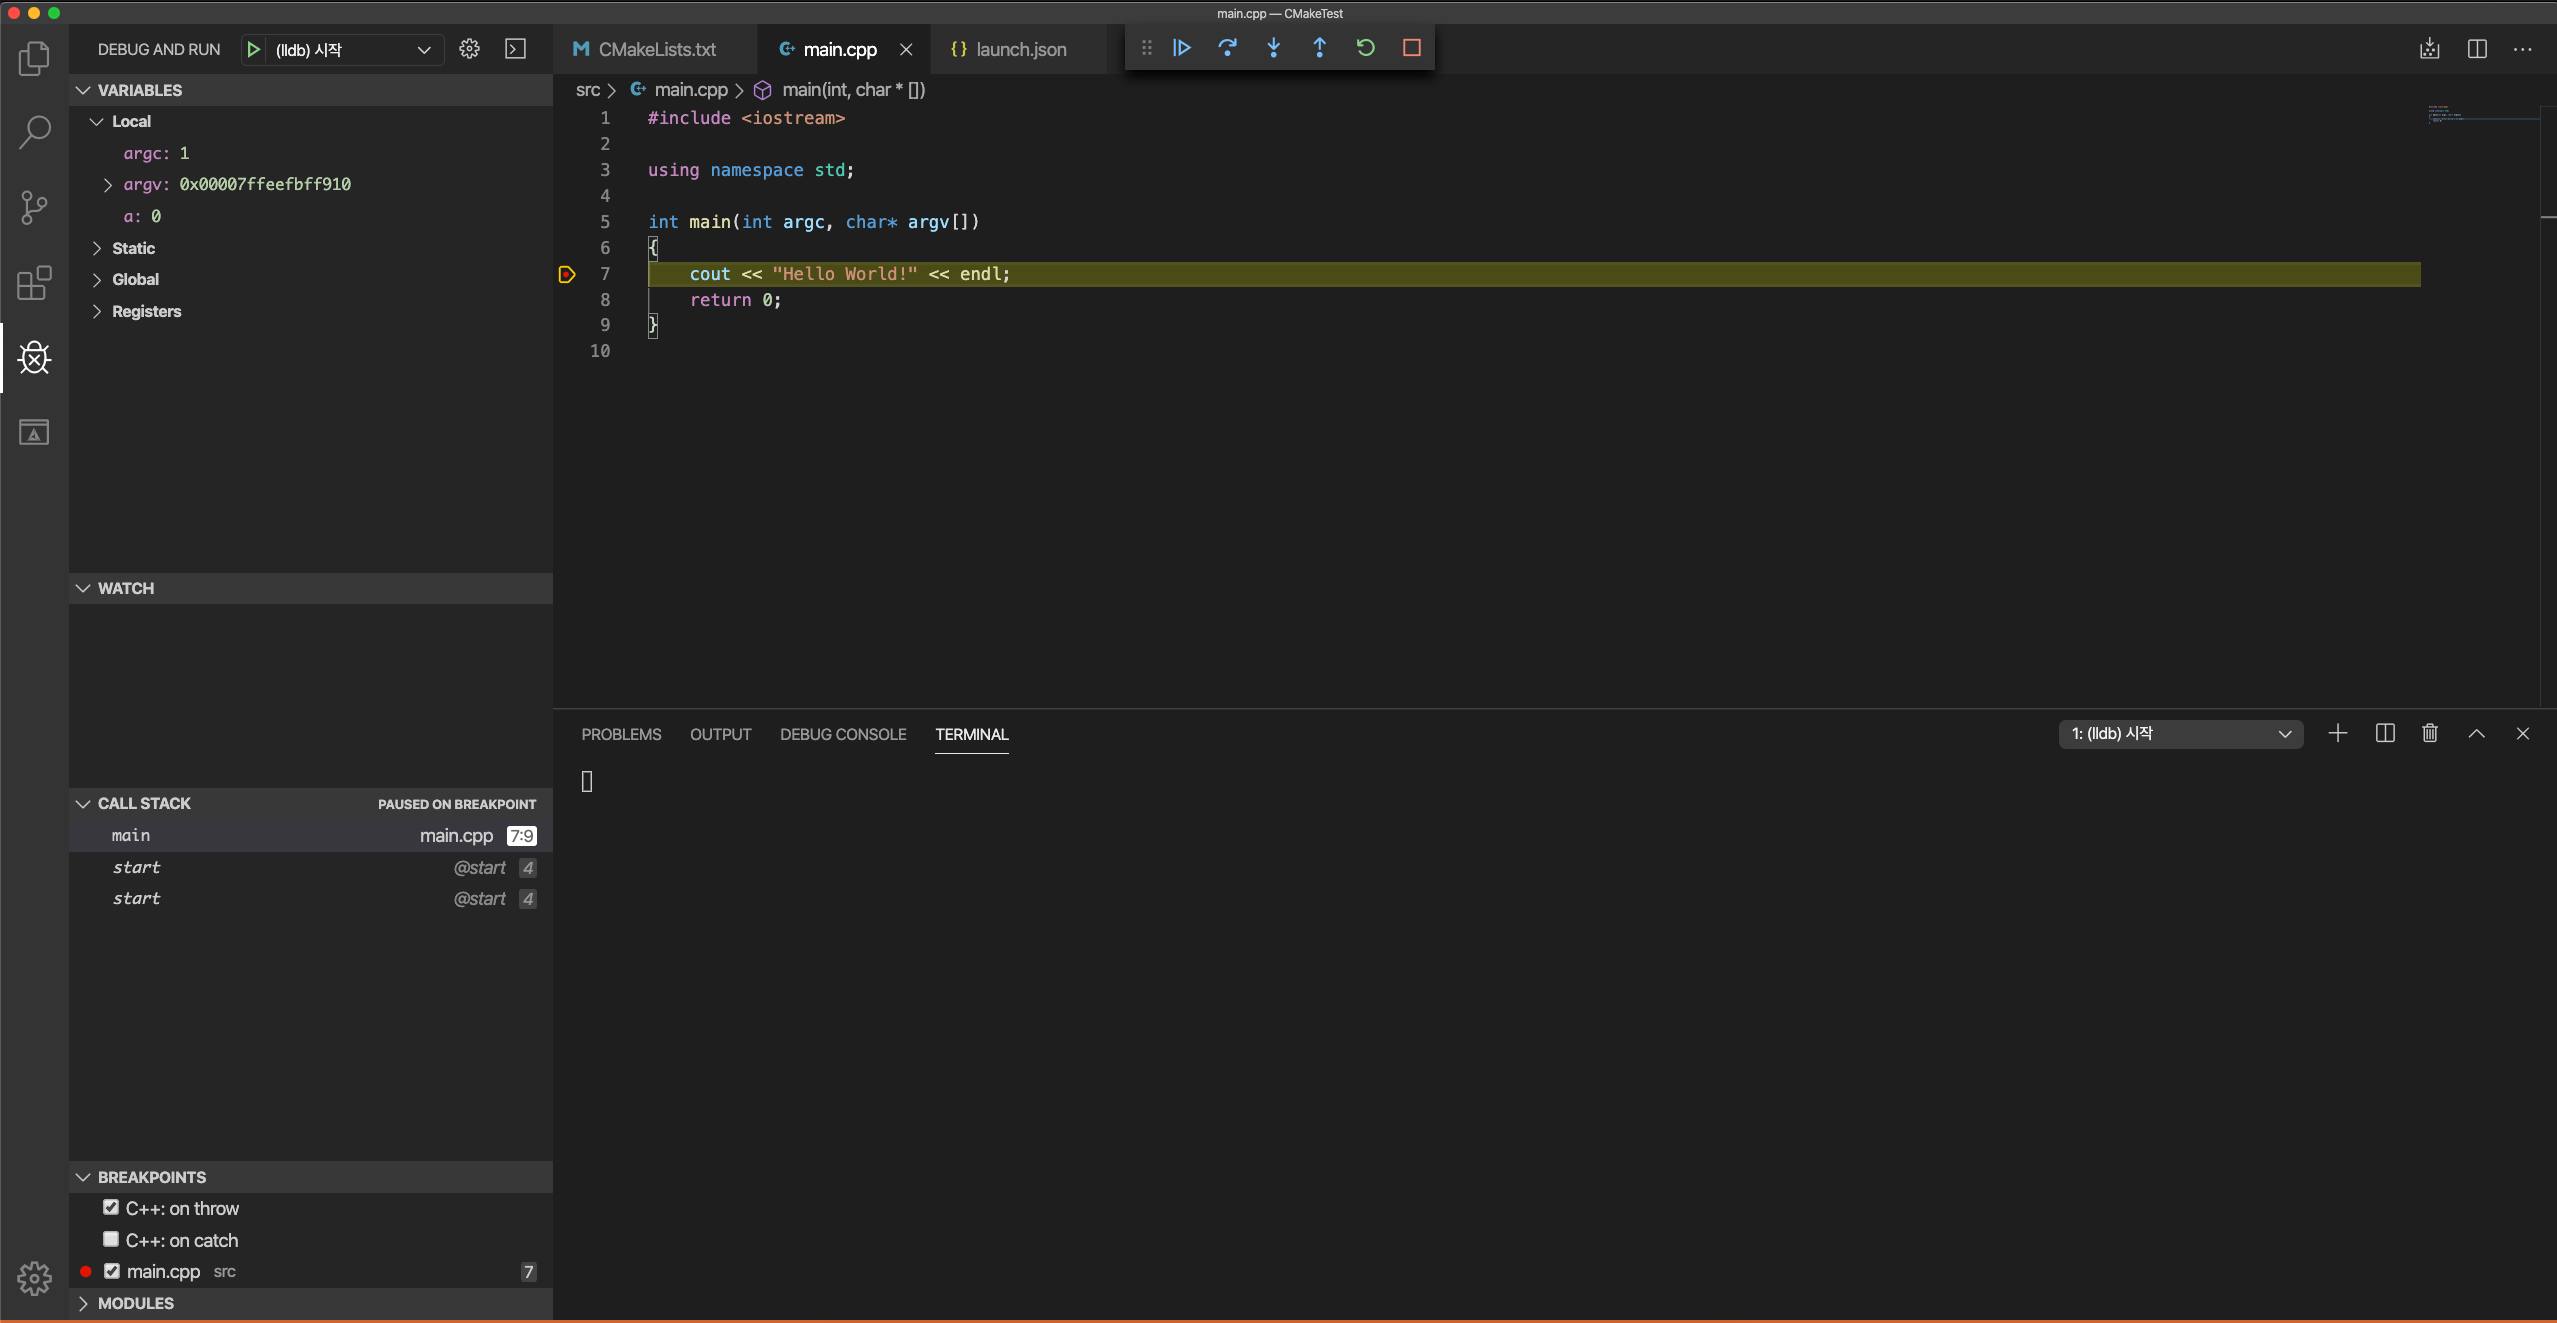 main.cpp — CMakeTest
DEBUG AND RUN
(lldb) 시작
VARIABLES
Local
argc: 1
argv: 0x00007ffeefbff910
a: 0
Static
Global
Registers
WATCH
CALL STACK
PAUSED ON BREAKPOINT
main main.cpp 7:9
start @start 4
start @start 4
BREAKPOINTS
C++: on throw
C++: on catch
main.cpp src 7
MODULES
CMakeLists.txt
main.cpp
{} launch.json
src > main.cpp > main(int, char * [])
1 #include <iostream>
2
3 using namespace std;
4
5 int main(int argc, char* argv[])
6 {
7 cout << "Hello World!" << endl;
8 return 0;
9 }
10
PROBLEMS OUTPUT DEBUG CONSOLE TERMINAL
1: (lldb) 시작